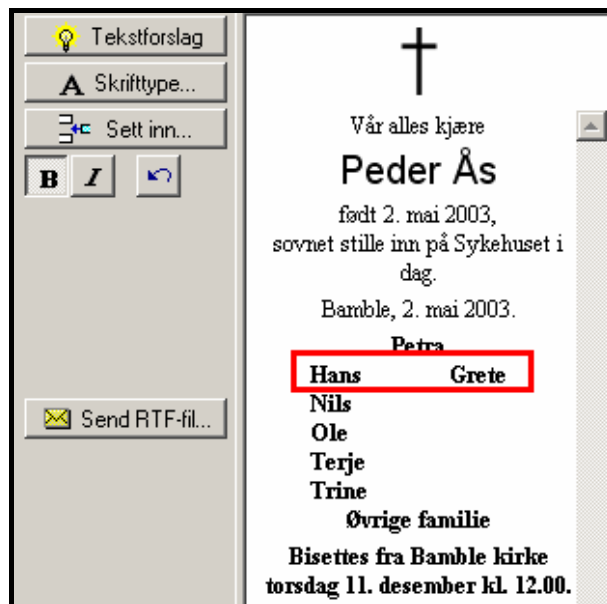 Tekstforslag
A Skrifttype...
Sett inn...
B I
Send RTF-fil...
Vår alles kjære
Peder Ås
født 2. mai 2003,
sovnet stille inn på Sykehuset i
dag.
Bamble, 2. mai 2003.
Petra
Hans Grete
Nils
Ole
Terje
Trine
Øvrige familie
Bisettes fra Bamble kirke
torsdag 11. desember kl. 12.00.